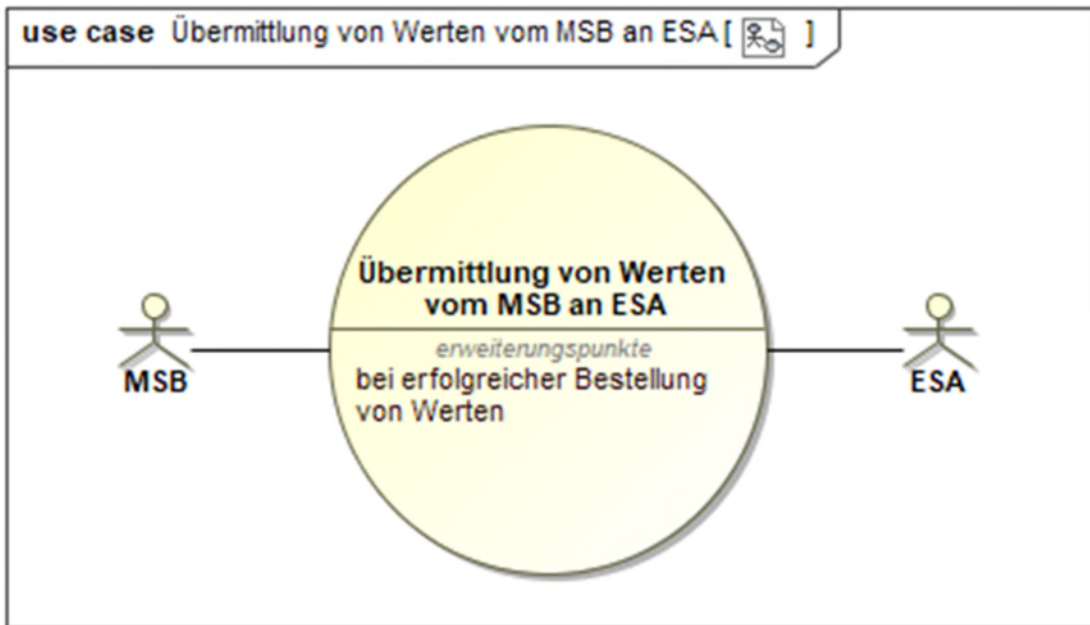 use case Übermittlung von Werten vom MSB an ESA [ ]
Übermittlung von Werten
vom MSB an ESA
erweiterungspunkte
bei erfolgreicher Bestellung
von Werten
MSB
ESA